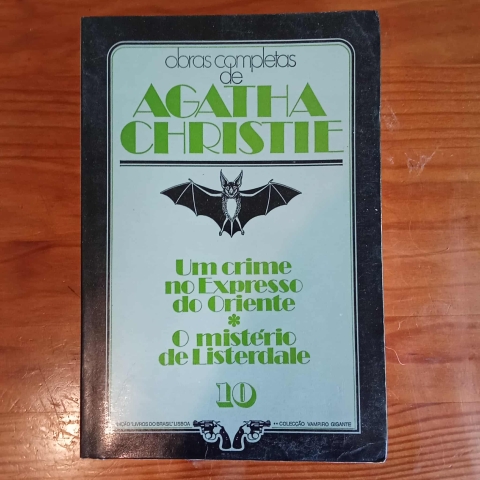 obras completas
de
AGATHA
CHRISTIE
Um crime
no Expresso
do Oriente
*
O mistério
de Listerdale
10
"LIVROS DO BRASIL" LISBOA
COLECÇÃO VAMPIRO GIGANTE